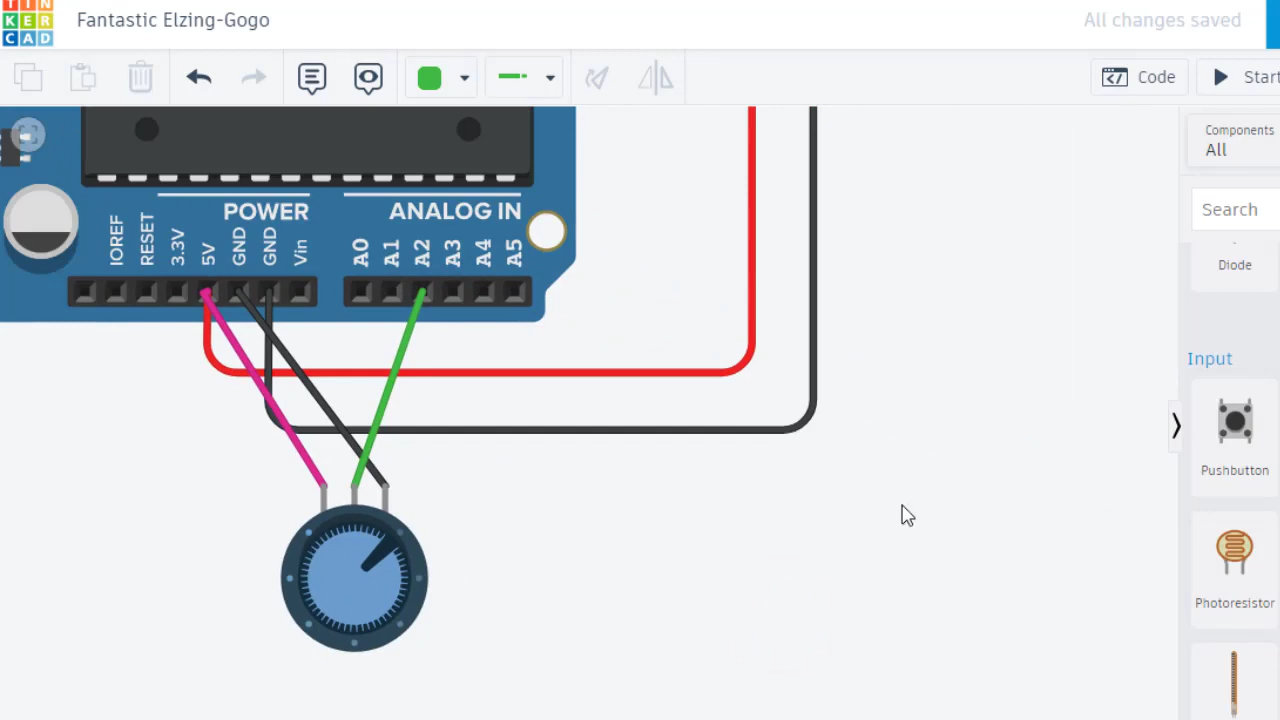 TIN
KER
CAD
Fantastic Elzing-Gogo
All changes saved
Code
Start
Components
All
Search
Diode
Input
Pushbutton
Photoresistor
POWER
ANALOG IN
IOREF
RESET
3.3V
5V
GND
GND
Vin
A0
A1
A2
A3
A4
A5